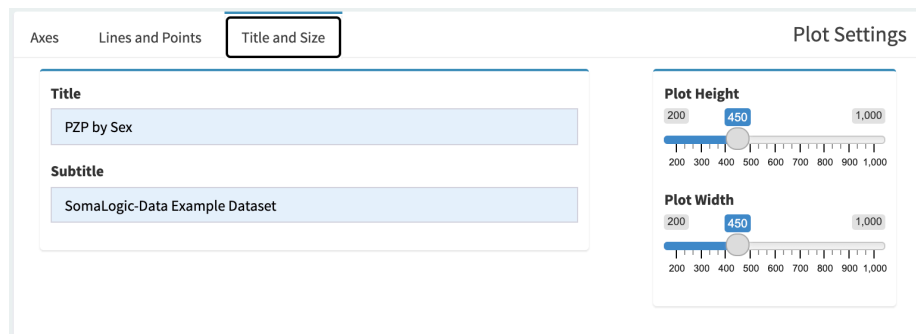 Axes Lines and Points Title and Size Plot Settings
Title
PZP by Sex
Subtitle
SomaLogic-Data Example Dataset
Plot Height
200 450 1,000
200 300 400 500 600 700 800 900 1,000
Plot Width
200 450 1,000
200 300 400 500 600 700 800 900 1,000